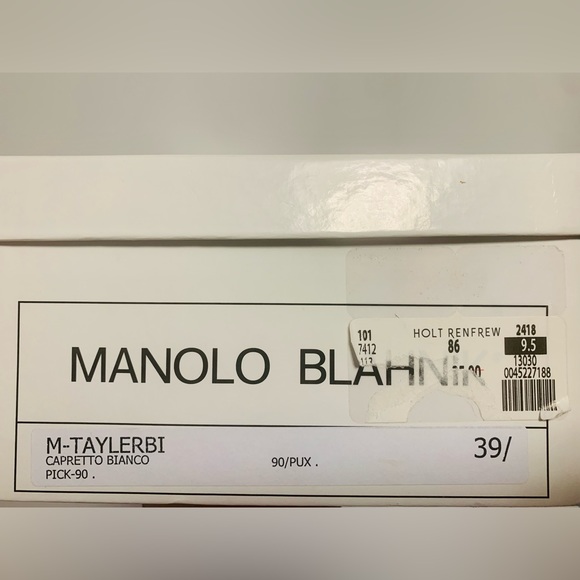 101 HOLT RENFREW 2418
7412 86 9.5
13030
0045227188
MANOLO BLAHNIK
M-TAYLERBI 39/
CAPRETTO BIANCO 90/PUX .
PICK-90 .